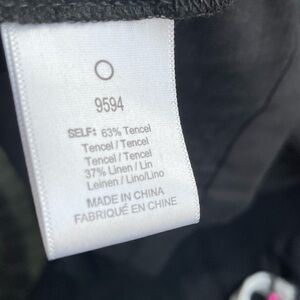 9594
SELF: 63% Tencel
Tencel / Tencel
Tencel / Tencel
37% Linen / Lin
Leinen / Lino/Lino
MADE IN CHINA
FABRIQUÉ EN CHINE